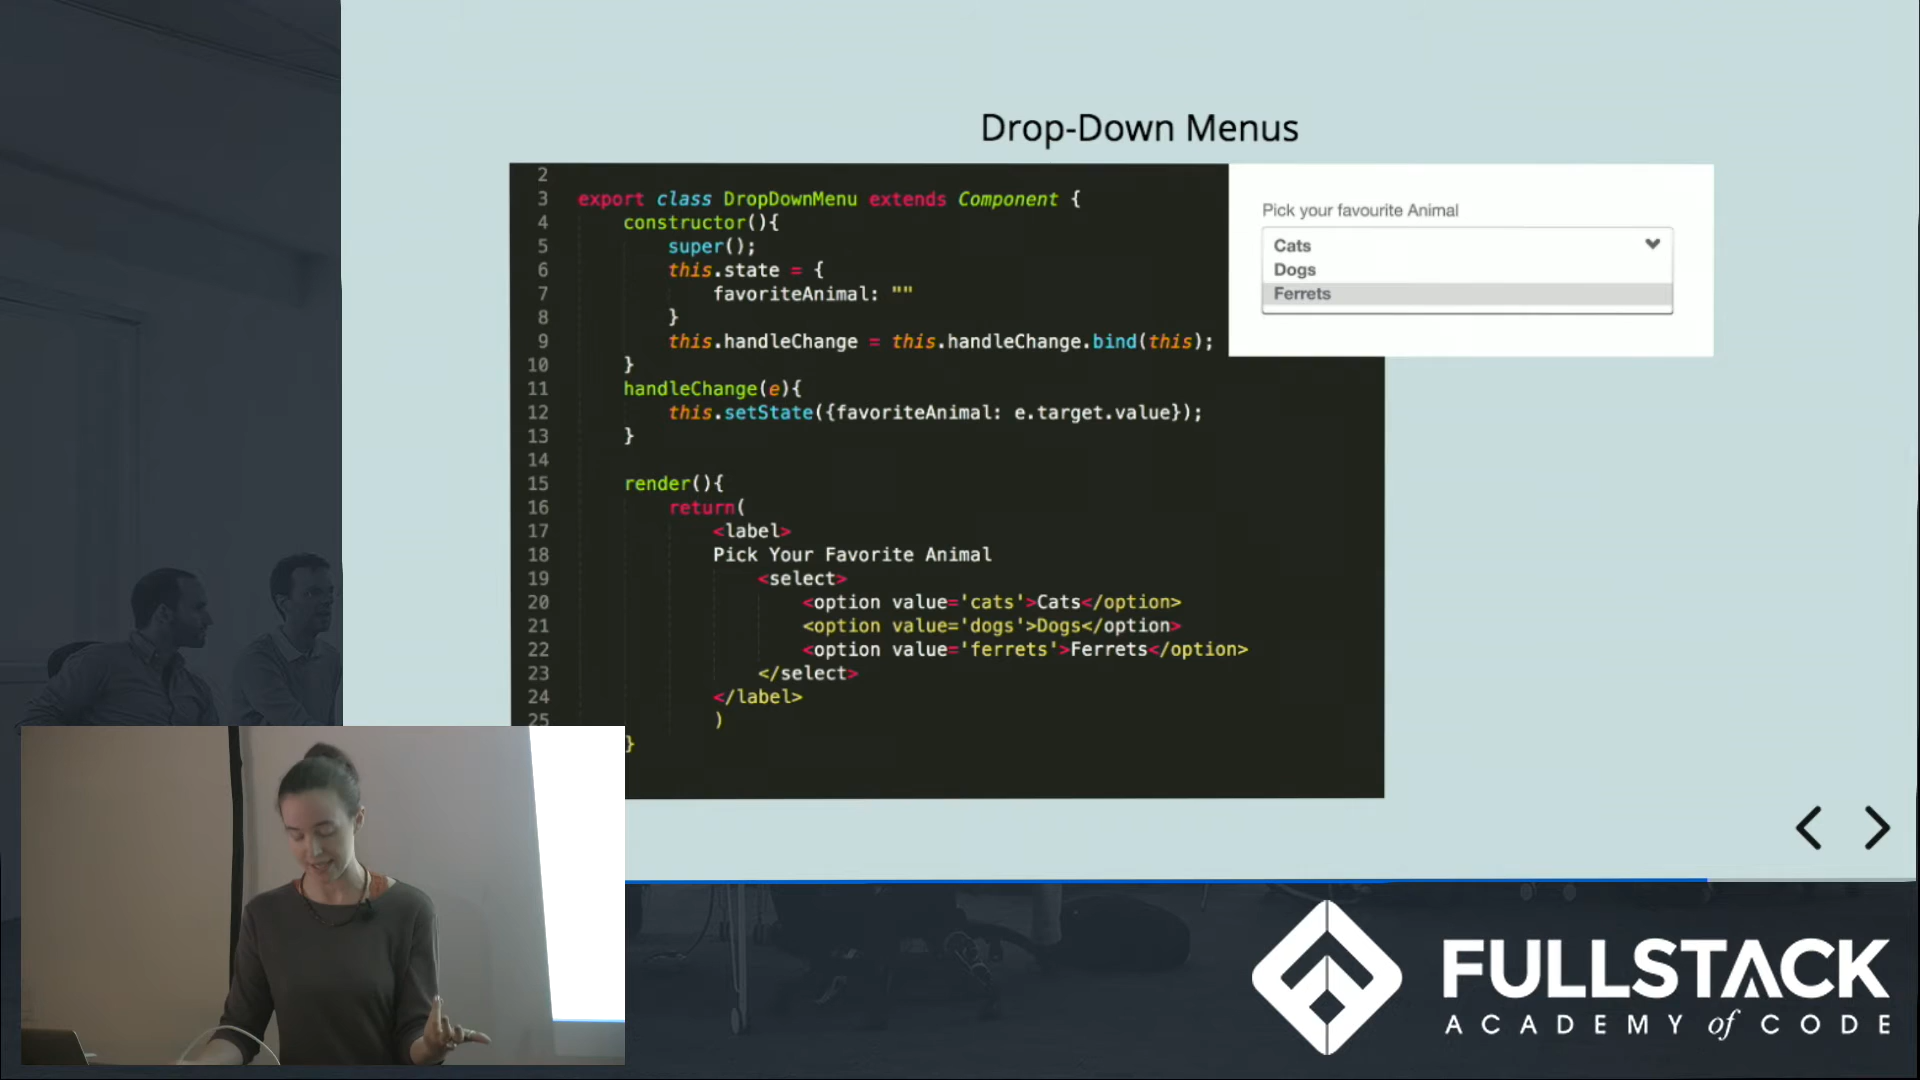 Drop-Down Menus
2
3 export class DropDownMenu extends Component {
4 constructor(){
5 super();
6 this.state = {
7 favoriteAnimal: ""
8 }
9 this.handleChange = this.handleChange.bind(this);
10 }
11 handleChange(e){
12 this.setState({favoriteAnimal: e.target.value});
13 }
14
15 render(){
16 return(
17 <label>
18 Pick Your Favorite Animal
19 <select>
20 <option value='cats'>Cats</option>
21 <option value='dogs'>Dogs</option>
22 <option value='ferrets'>Ferrets</option>
23 </select>
24 </label>
25 )
}
Pick your favourite Animal
Cats
Dogs
Ferrets
FULLSTACK
ACADEMY of CODE